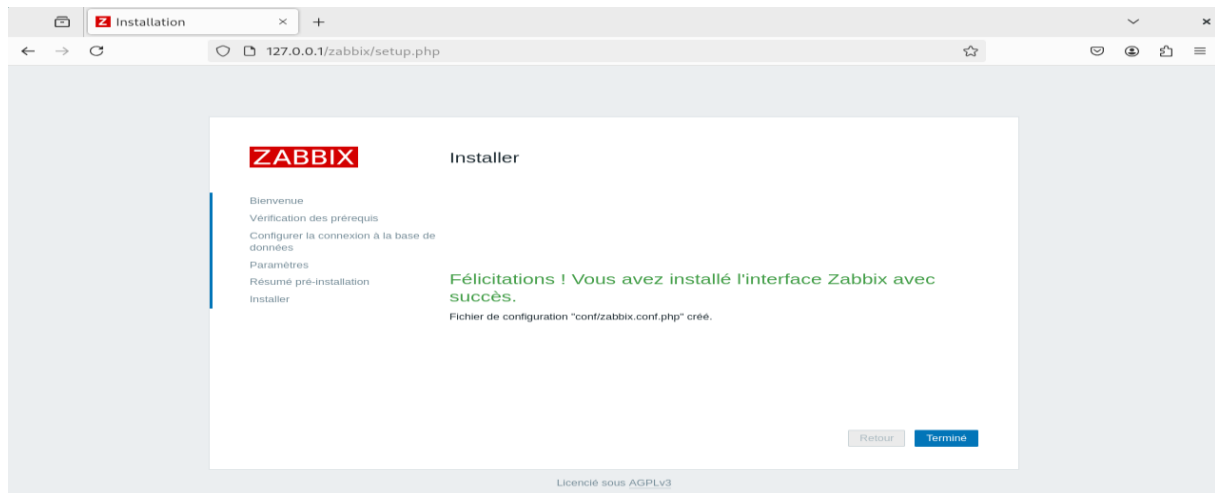 Installation
127.0.0.1/zabbix/setup.php
ZABBIX
Installer
Bienvenue
Vérification des prérequis
Configurer la connexion à la base de
données
Paramètres
Résumé pré-installation
Installer
Félicitations ! Vous avez installé l'interface Zabbix avec
succès.
Fichier de configuration "conf/zabbix.conf.php" créé.
Retour
Terminé
Licencié sous AGPLv3